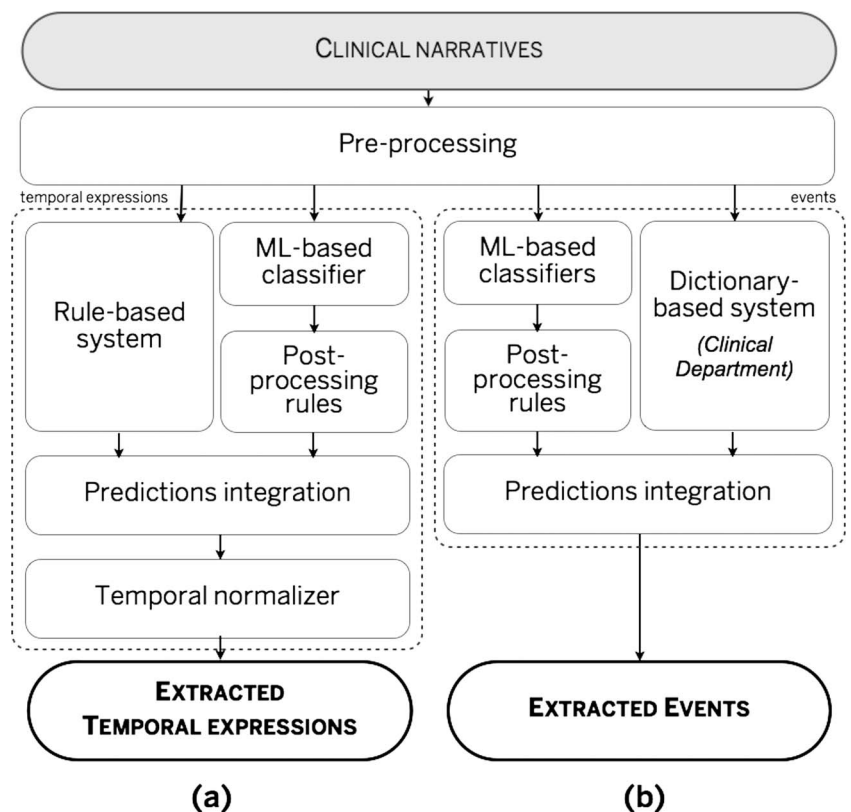 CLINICAL NARRATIVES
Pre-processing
temporal expressions
events
Rule-based
system
ML-based
classifier
Post-
processing
rules
ML-based
classifiers
Post-
processing
rules
Dictionary-
based system
(Clinical
Department)
Predictions integration
Predictions integration
Temporal normalizer
EXTRACTED
TEMPORAL EXPRESSIONS
EXTRACTED EVENTS
(a)
(b)